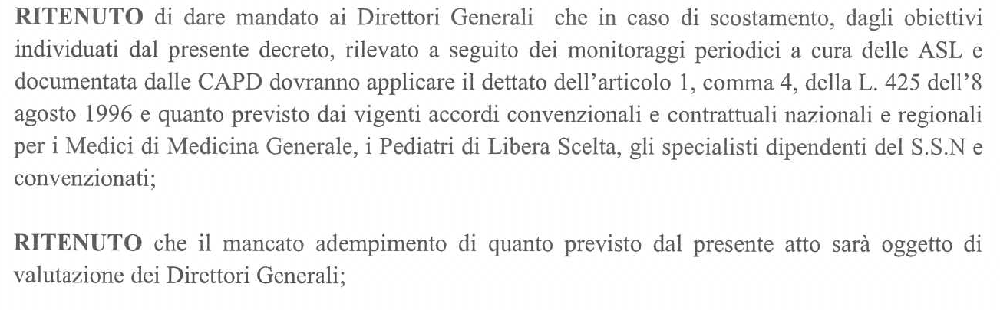 RITENUTO di dare mandato ai Direttori Generali che in caso di scostamento, dagli obiettivi
individuati dal presente decreto, rilevato a seguito dei monitoraggi periodici a cura delle ASL e
documentata dalle CAPD dovranno applicare il dettato dell'articolo 1, comma 4, della L. 425 dell'8
agosto 1996 e quanto previsto dai vigenti accordi convenzionali e contrattuali nazionali e regionali
per i Medici di Medicina Generale, i Pediatri di Libera Scelta, gli specialisti dipendenti del S.S.N e
convenzionati;
RITENUTO che il mancato adempimento di quanto previsto dal presente atto sarà oggetto di
valutazione dei Direttori Generali;